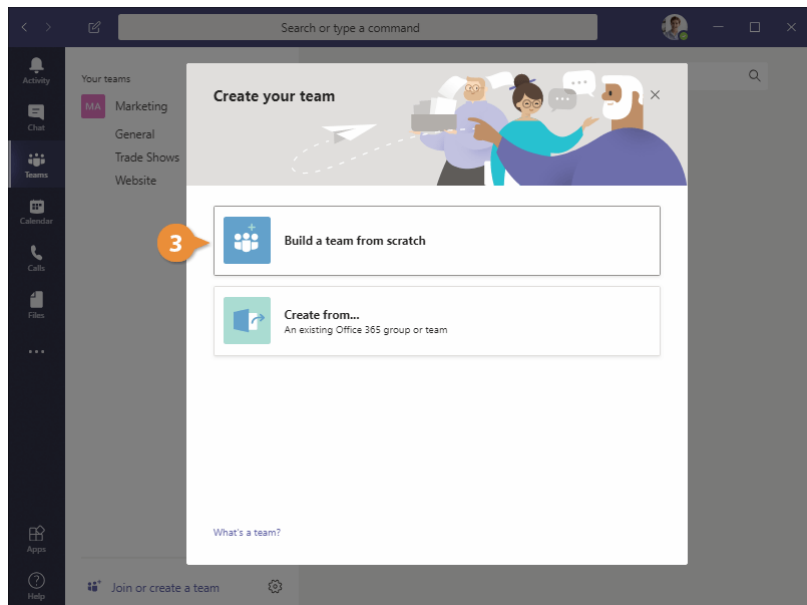 Search or type a command
Activity
Chat
Teams
Calendar
Calls
Files
Apps
Help
Your teams
MA Marketing
General
Trade Shows
Website
Join or create a team
Create your team
3
Build a team from scratch
Create from...
An existing Office 365 group or team
What's a team?